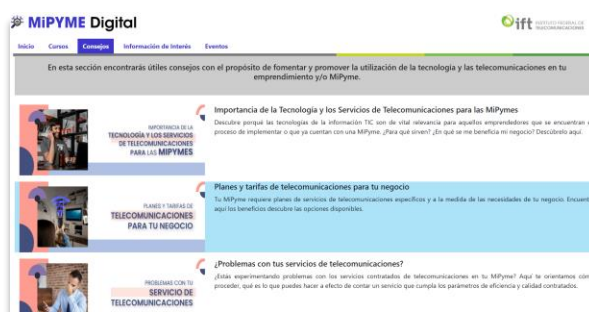 MiPYME Digital
ift INSTITUTO FEDERAL DE
TELECOMUNICACIONES
Inicio Cursos Consejos Información de Interés Eventos
En esta sección encontrarás útiles consejos con el propósito de fomentar y promover la utilización de la tecnología y las telecomunicaciones en tu
emprendimiento y/o MiPyme.
IMPORTANCIA DE LA
TECNOLOGÍA Y LOS SERVICIOS
DE TELECOMUNICACIONES
PARA LAS MIPYMES
Importancia de la Tecnología y los Servicios de Telecomunicaciones para las MiPymes
Descubre porqué las tecnologías de la información TIC son de vital relevancia para aquellos emprendedores que se encuentran
proceso de implementar o que ya cuentan con una MiPyme. ¿Para qué sirven? ¿En qué se me beneficia mi negocio? Descúbrelo aquí.
PLANES Y TARIFAS DE
TELECOMUNICACIONES
PARA TU NEGOCIO
Planes y tarifas de telecomunicaciones para tu negocio
Tu MiPyme requiere planes de servicios de telecomunicaciones específicos y a la medida de las necesidades de tu negocio. Encuent
aquí los beneficios descubre las opciones disponibles.
PROBLEMAS CON TU
SERVICIO DE
TELECOMUNICACIONES
¿Problemas con tus servicios de telecomunicaciones?
¿Estás experimentando problemas con los servicios contratados de telecomunicaciones en tu MiPyme? Aquí te orientamos com
proceder, qué es lo que puedes hacer a efecto de contar un servicio que cumpla los parámetros de eficiencia y calidad contratados.